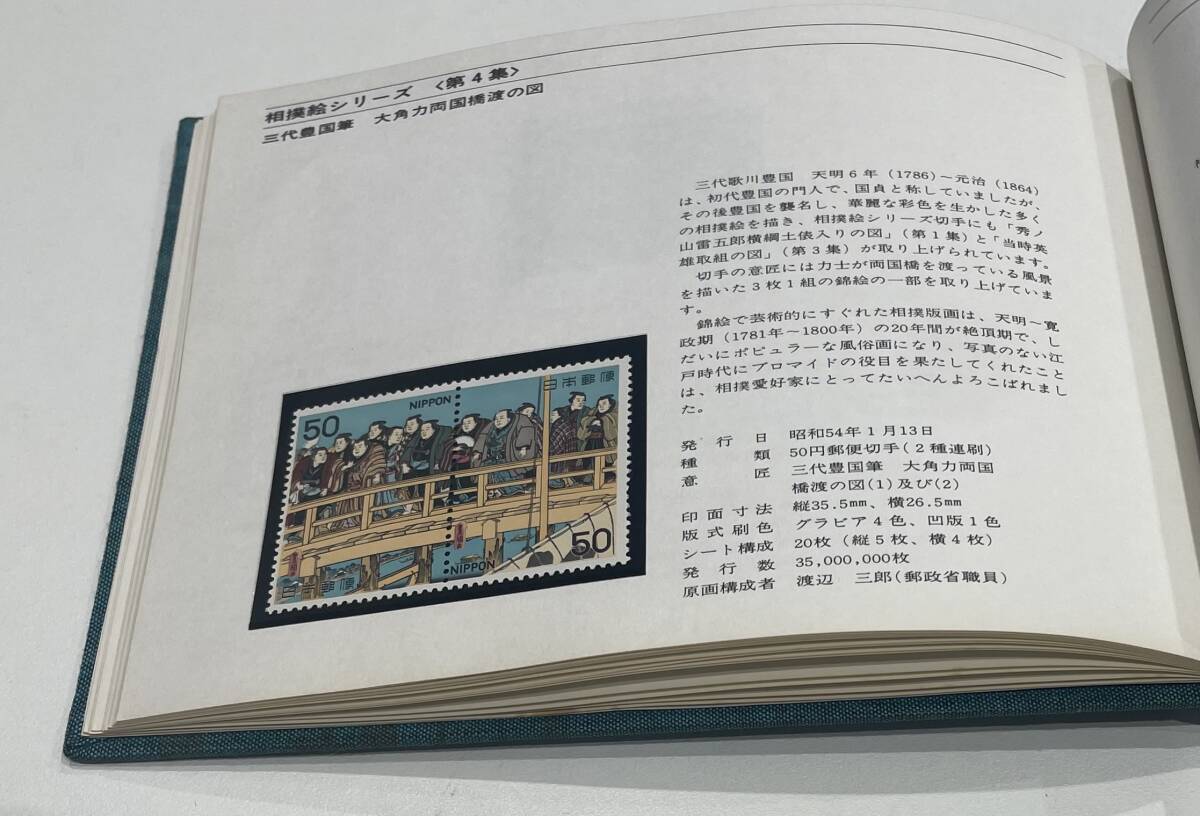 相撲絵シリーズ 〈第4集〉
三代豊国筆 大角力両国橋渡の図
三代歌川豊国 天明6年(1786)〜元治(1864)
は、初代豊国の門人で、国貞と称していましたが、
その後豊国を襲名し、華麗な彩色を生かした多く
の相撲絵を描き、相撲絵シリーズ切手にも「秀ノ
山雷五郎横綱土俵入りの図」(第1集)と「当時英
雄取組の図」(第3集)が取り上げられています。
切手の意匠には力士が両国橋を渡っている風景
を描いた3枚1組の錦絵の一部を取り上げていま
す。
錦絵で芸術的にすぐれた相撲版画は、天明〜寛
政期(1781年〜1800年)の20年間が絶頂期で、し
だいにポピュラーな風俗画になり、写真のない江
戸時代にブロマイドの役目を果たしてくれたこと
は、相撲愛好家にとってたいへんよろこばれまし
た。
発行日 昭和54年1月13日
種類 50円郵便切手(2種連刷)
意匠 三代豊国筆 大角力両国
橋渡の図(1)及び(2)
印面寸法 縦35.5mm、横26.5mm
版式刷色 グラビア4色、凹版1色
シート構成 20枚(縦5枚、横4枚)
発行数 35,000,000枚
原画構成者 渡辺 三郎(郵政省職員)
50
NIPPON
日本郵便
日本郵便
NIPPON
50